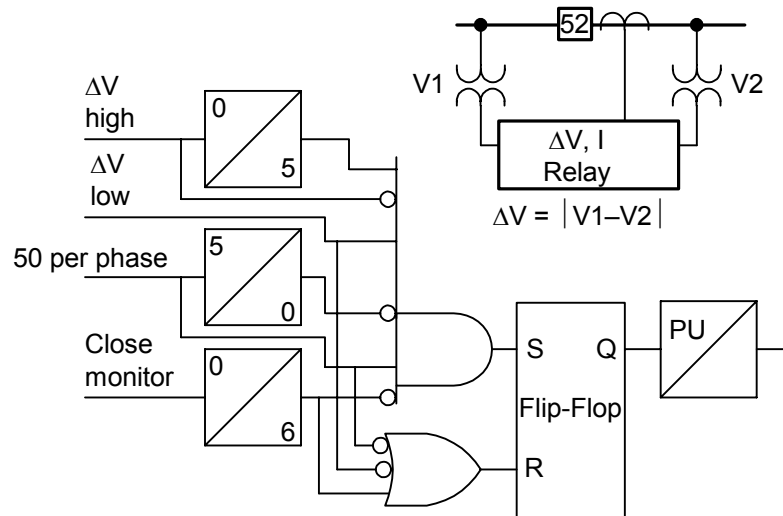 52
V1
V2
ΔV, I
Relay
ΔV = |V1–V2|
ΔV
high
0
5
ΔV
low
50 per phase
5
0
Close
monitor
0
6
S
Q
Flip-Flop
R
PU